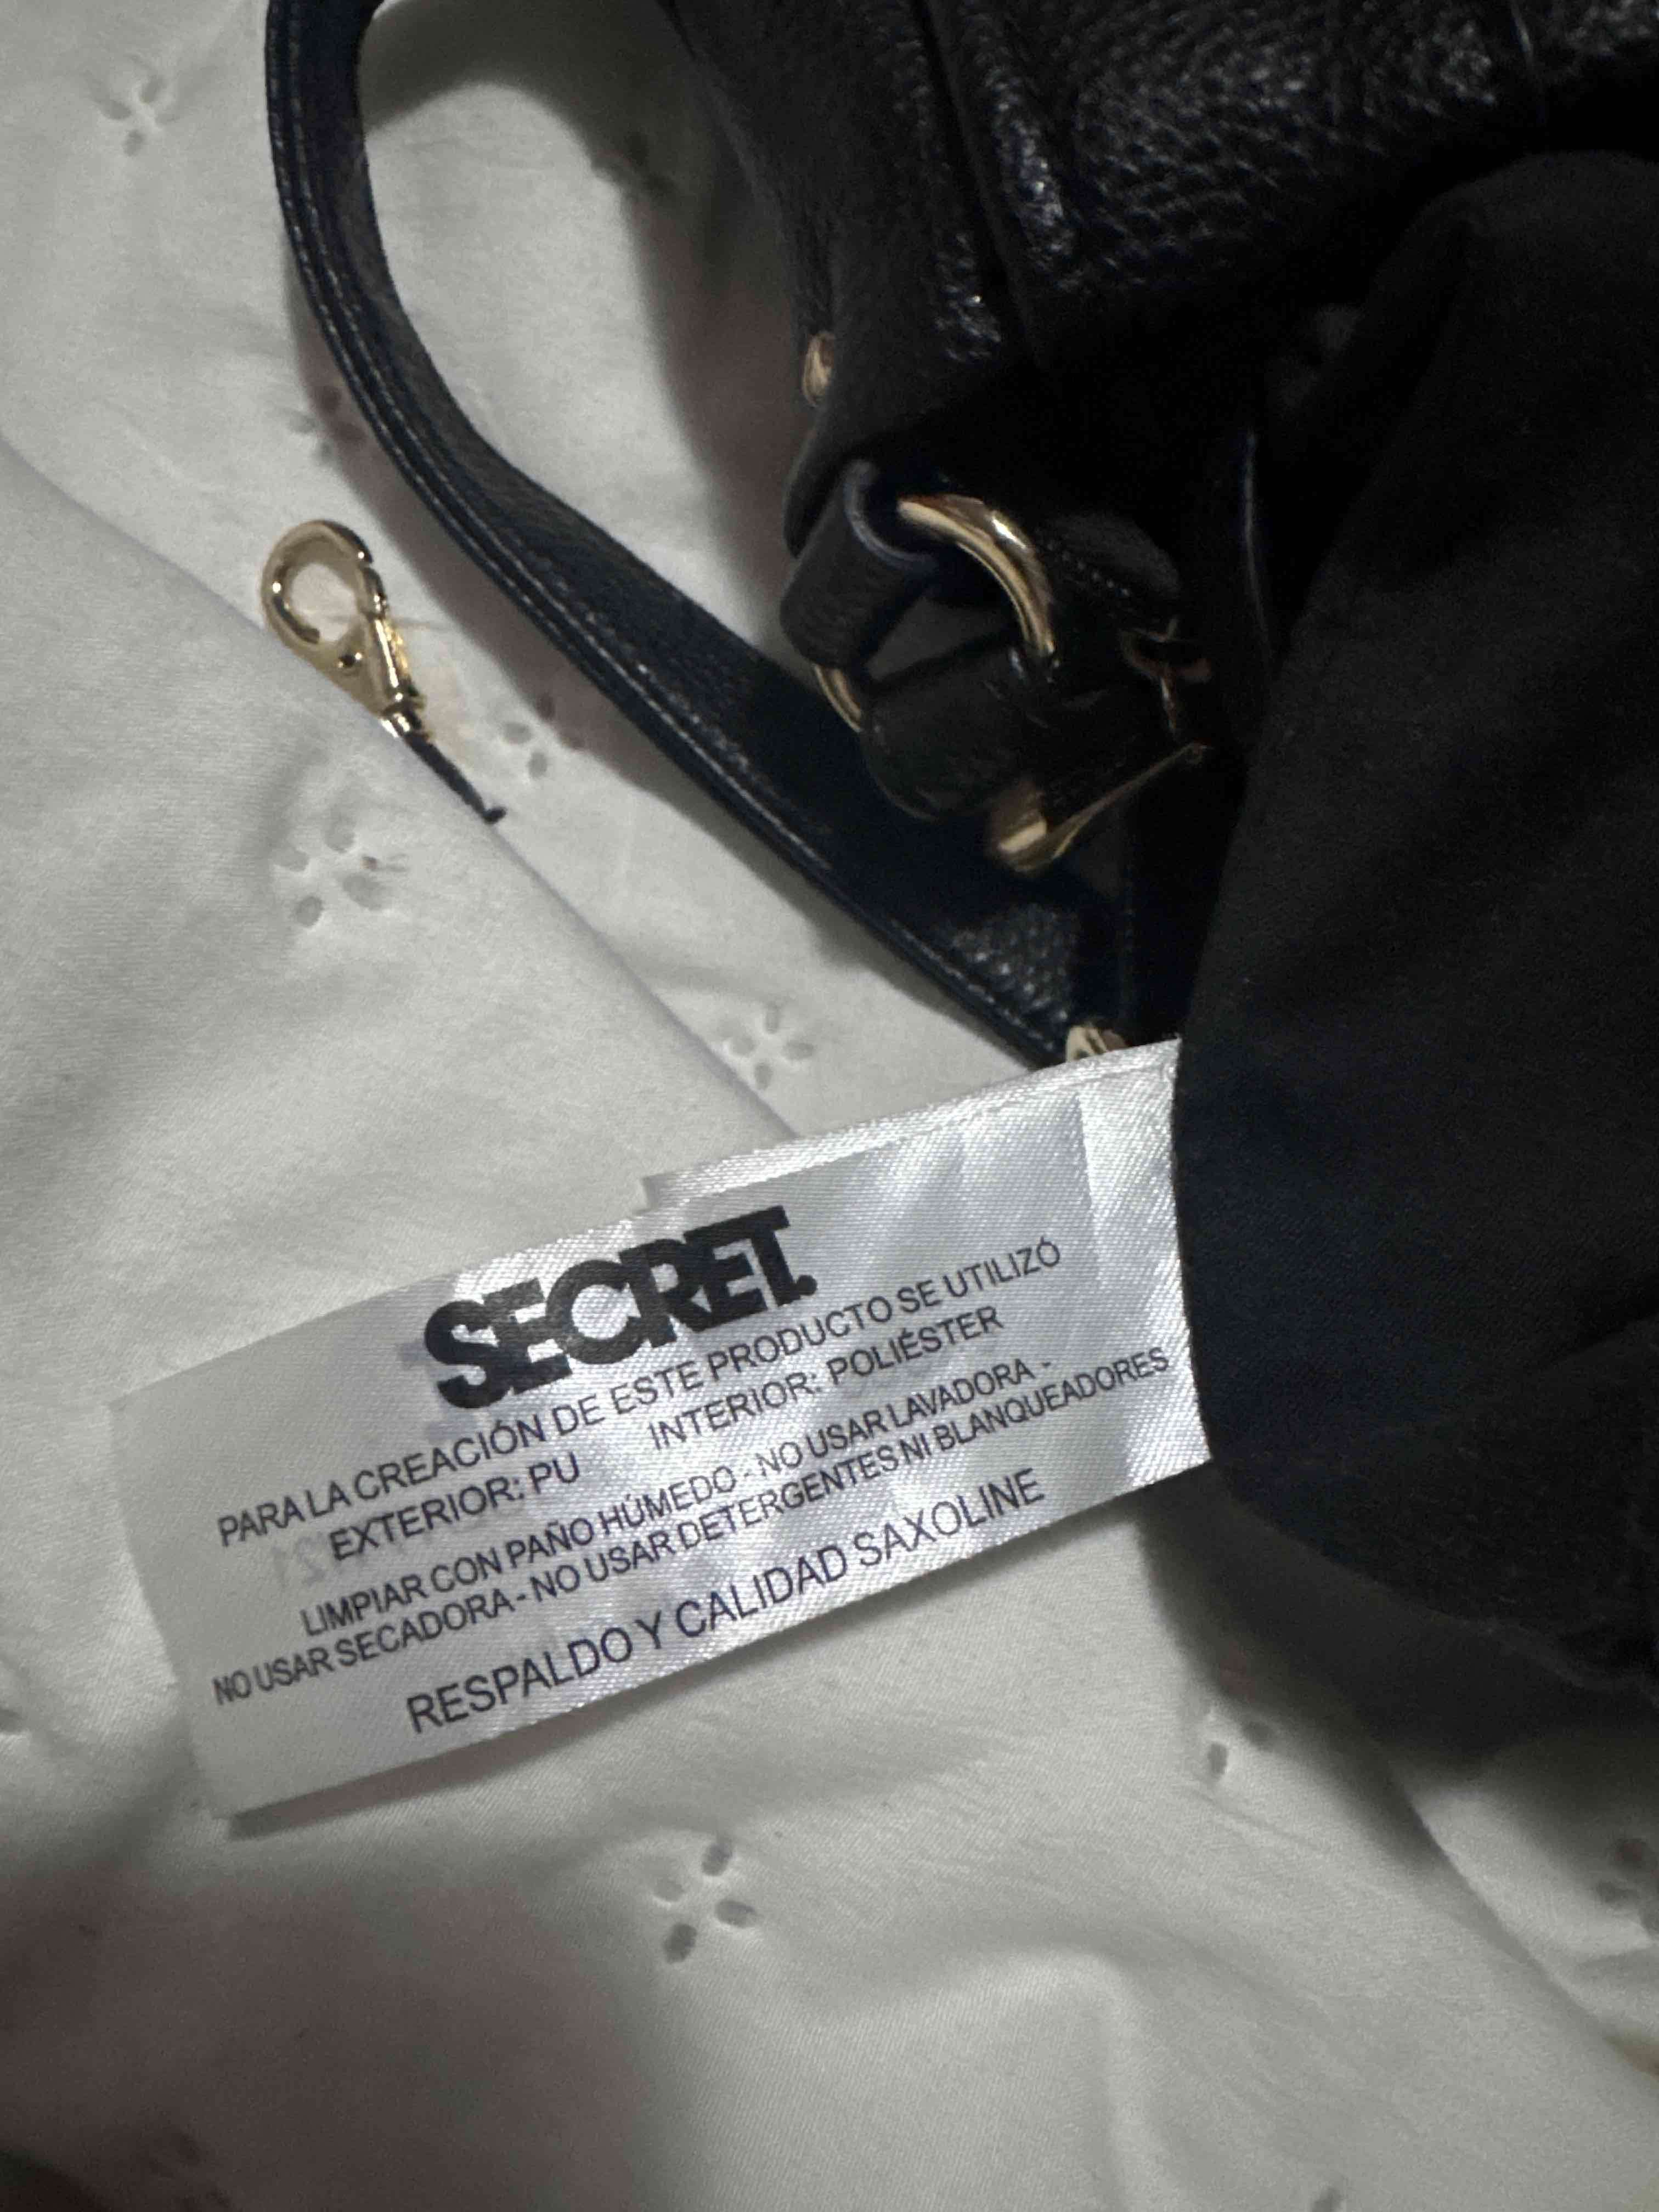 SECRET.
PARA LA CREACIÓN DE ESTE PRODUCTO SE UTILIZÓ
EXTERIOR: PU INTERIOR: POLIÉSTER
LIMPIAR CON PAÑO HÚMEDO - NO USAR LAVADORA -
NO USAR SECADORA - NO USAR DETERGENTES NI BLANQUEADORES
RESPALDO Y CALIDAD SAXOLINE